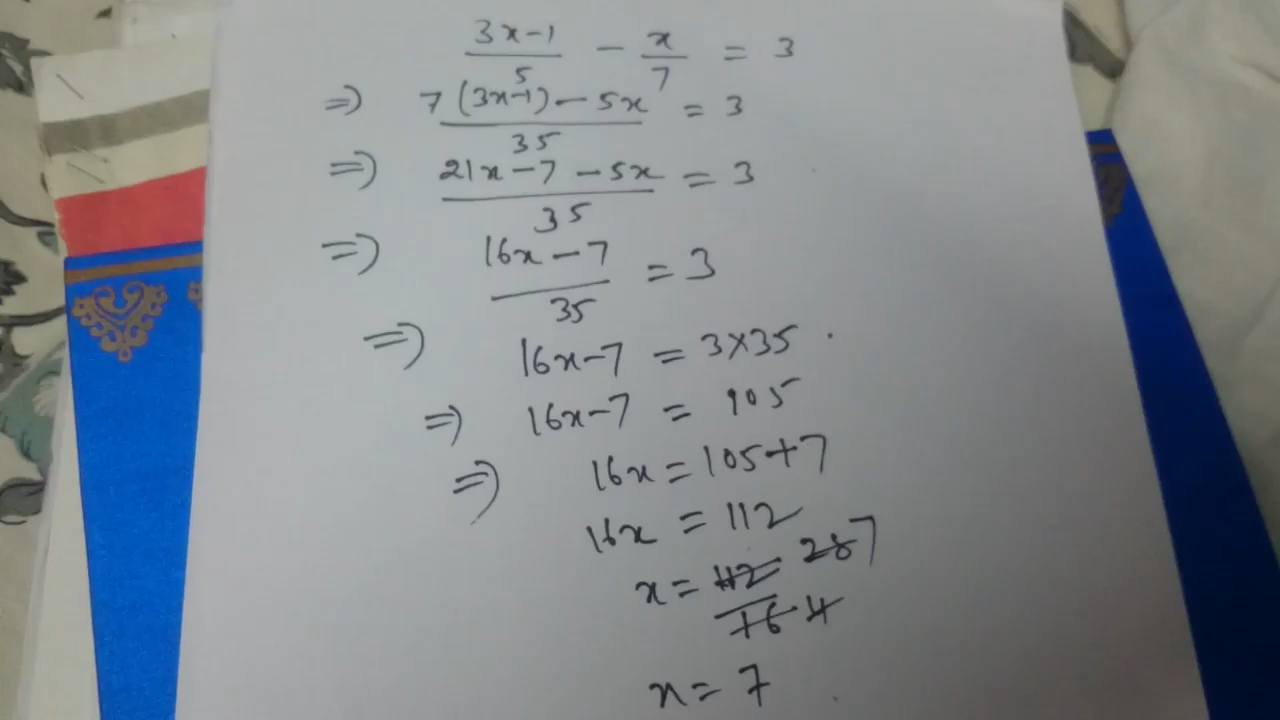 (3x-1)/5 - x/7 = 3
=> (7(3x-1) - 5x)/35 = 3
=> (21x - 7 - 5x)/35 = 3
=> (16x - 7)/35 = 3
=> 16x - 7 = 3×35.
=> 16x - 7 = 105
=> 16x = 105 + 7
16x = 112
x = 112/16 28/4 7
x = 7